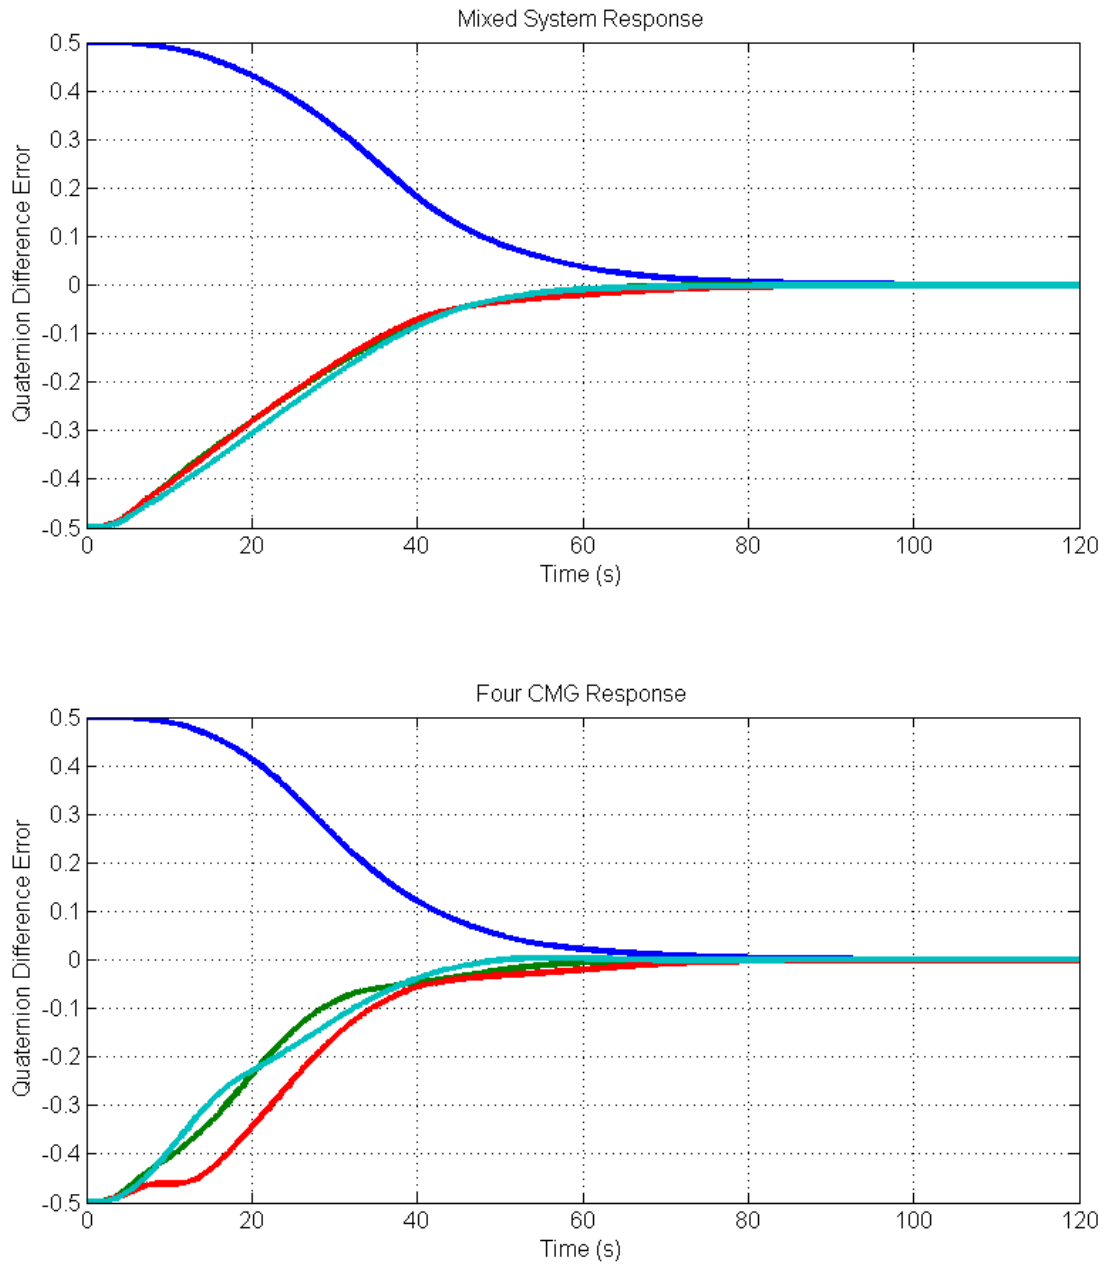 Mixed System Response
0.5
0.4
0.3
0.2
0.1
0
-0.1
-0.2
-0.3
-0.4
-0.5
Quaternion Difference Error
0 20 40 60 80 100 120
Time (s)
Four CMG Response
0.5
0.4
0.3
0.2
0.1
0
-0.1
-0.2
-0.3
-0.4
-0.5
Quaternion Difference Error
0 20 40 60 80 100 120
Time (s)